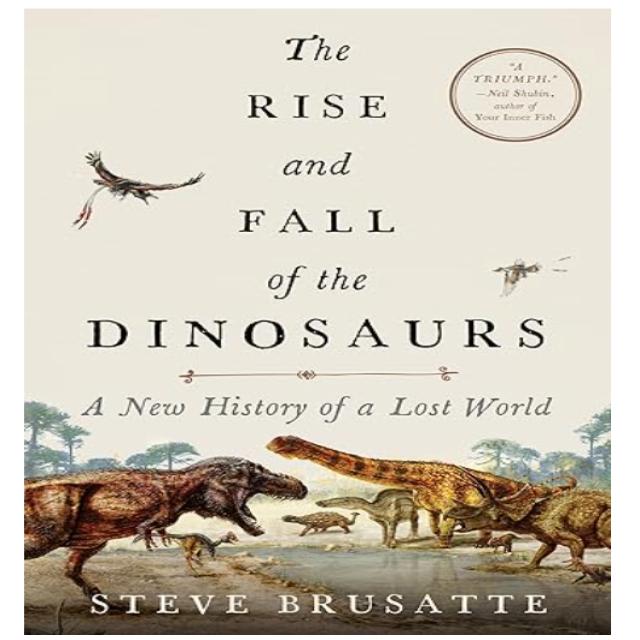 The
RISE
and
FALL
of the
DINOSAURS
A New History of a Lost World
"A
TRIUMPH."
—Neil Shubin,
author of
Your Inner Fish
STEVE BRUSATTE